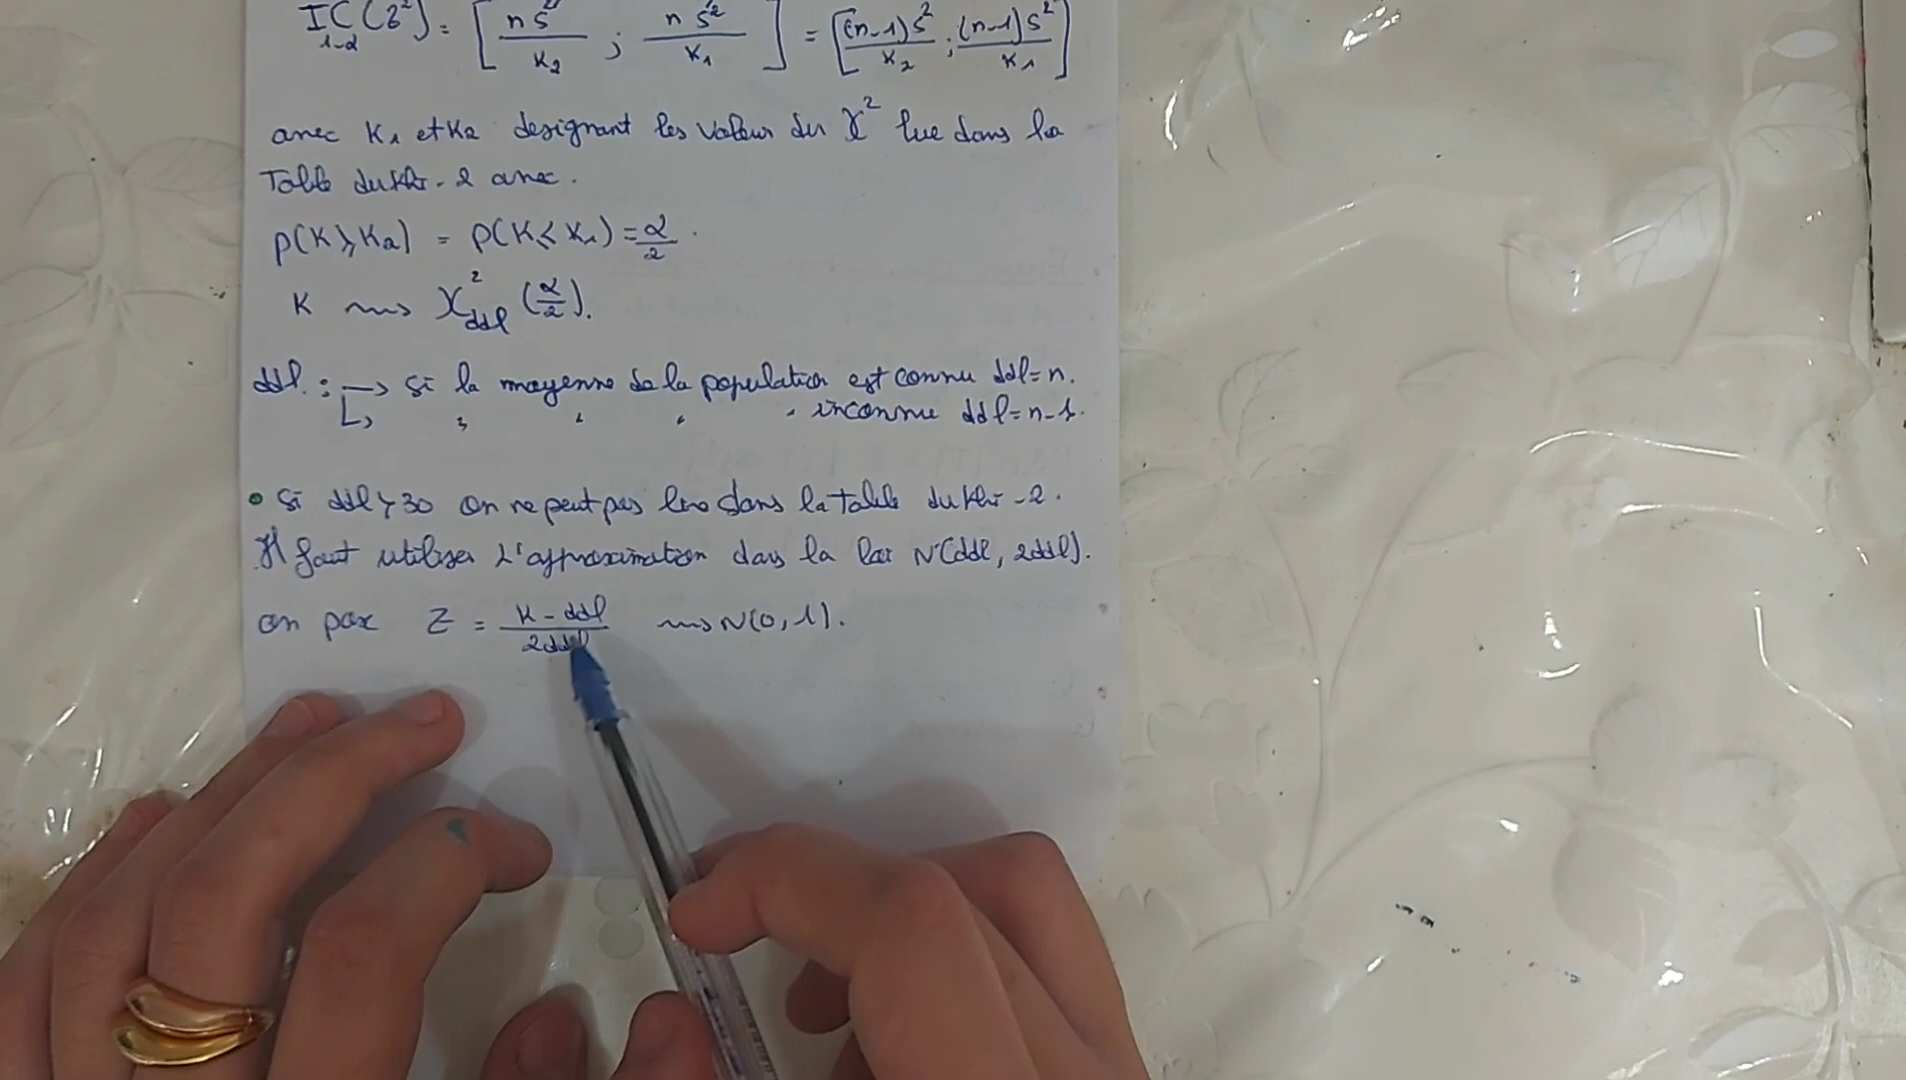 IC(δ²) = [ n s'² / K₂ ; n s'² / K₁ ] = [ (n-1)S² / K₂ ; (n-1)S² / K₁ ]
1-α
avec K₁ et K₂ designant les valeur du χ² lue dans la
Table du Khi-2 avec.
p(K ⩾ K₂) = p(K ⩽ K₁) = α/2.
K ~~> χ²ddl (α/2).
ddl. : → si la moyenne de la population est connu ddl = n.
↳ " " " " inconnue ddl = n-1.
• Si ddl > 30 on ne peut pas lire dans la Table du Khi-2.
Il faut utiliser l'approximation dans la loi N(ddl, 2ddl).
on pose Z = K - ddl / 2ddl ~~> N(0,1).